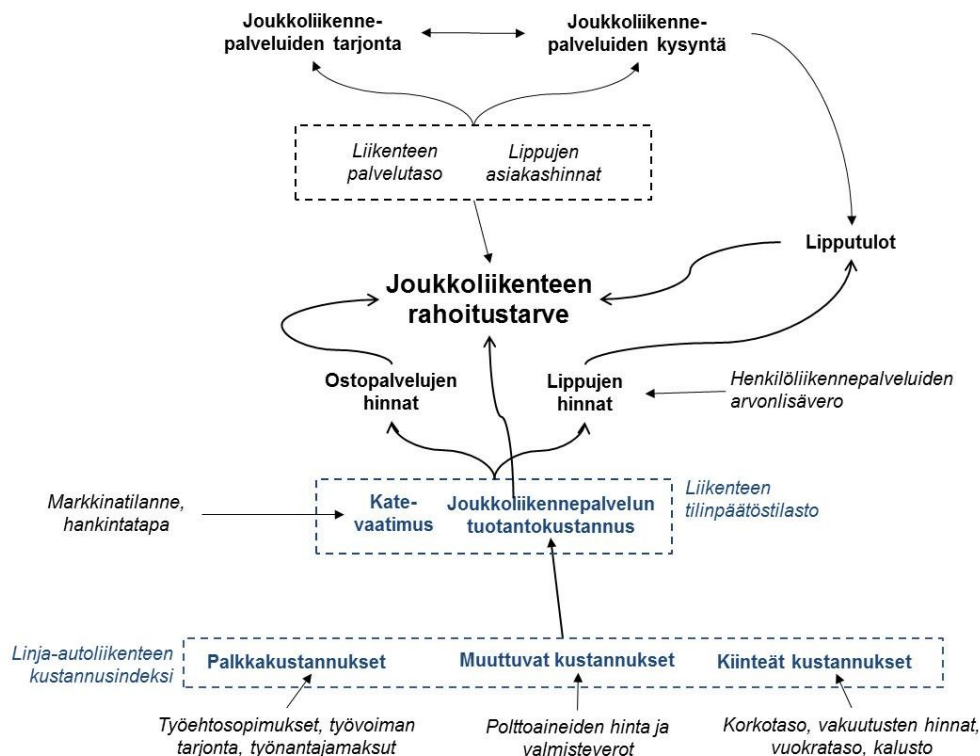 Joukkoliikenne-
palveluiden tarjonta
Joukkoliikenne-
palveluiden kysyntä
Liikenteen
palvelutaso
Lippujen
asiakashinnat
Lipputulot
Joukkoliikenteen
rahoitustarve
Ostopalvelujen
hinnat
Lippujen
hinnat
Henkilöliikennepalveluiden
arvonlisävero
Markkinatilanne,
hankintatapa
Kate-
vaatimus
Joukkoliikennepalvelun
tuotantokustannus
Liikenteen
tilinpäätöstilasto
Linja-autoliikenteen
kustannusindeksi
Palkkakustannukset
Muuttuvat kustannukset
Kiinteät kustannukset
Työehtosopimukset, työvoiman
tarjonta, työnantajamaksut
Polttoaineiden hinta ja
valmisteverot
Korkotaso, vakuutusten hinnat,
vuokrataso, kalusto